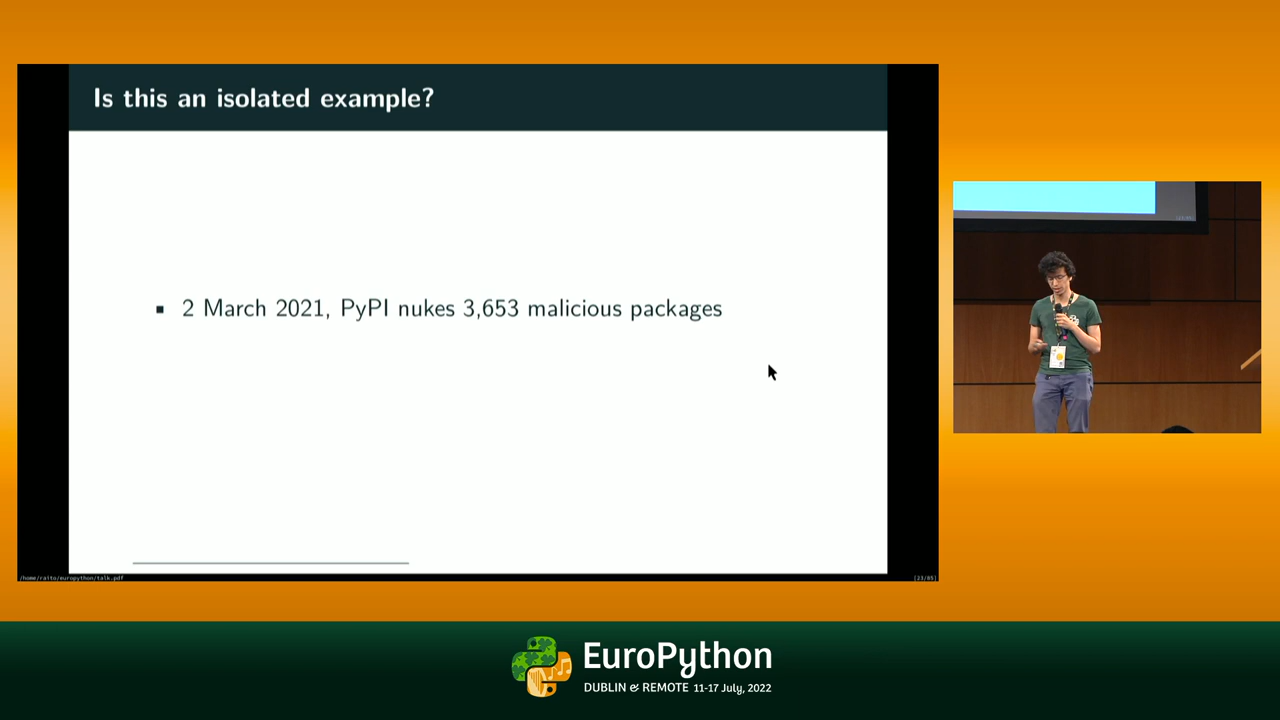 Is this an isolated example?
▪ 2 March 2021, PyPI nukes 3,653 malicious packages
/home/raito/europython/talk.pdf
[23/85]
EuroPython
DUBLIN & REMOTE 11-17 July, 2022